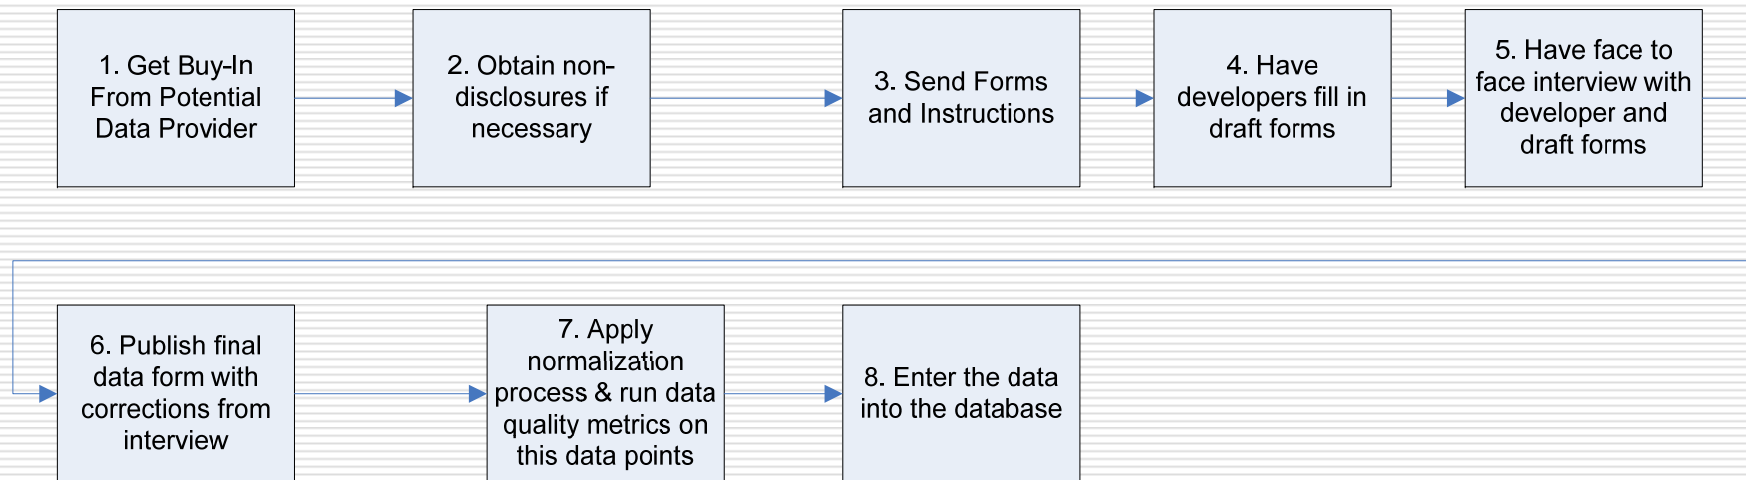 1. Get Buy-In
From Potential
Data Provider
2. Obtain non-
disclosures if
necessary
3. Send Forms
and Instructions
4. Have
developers fill in
draft forms
5. Have face to
face interview with
developer and
draft forms
6. Publish final
data form with
corrections from
interview
7. Apply
normalization
process & run data
quality metrics on
this data points
8. Enter the data
into the database